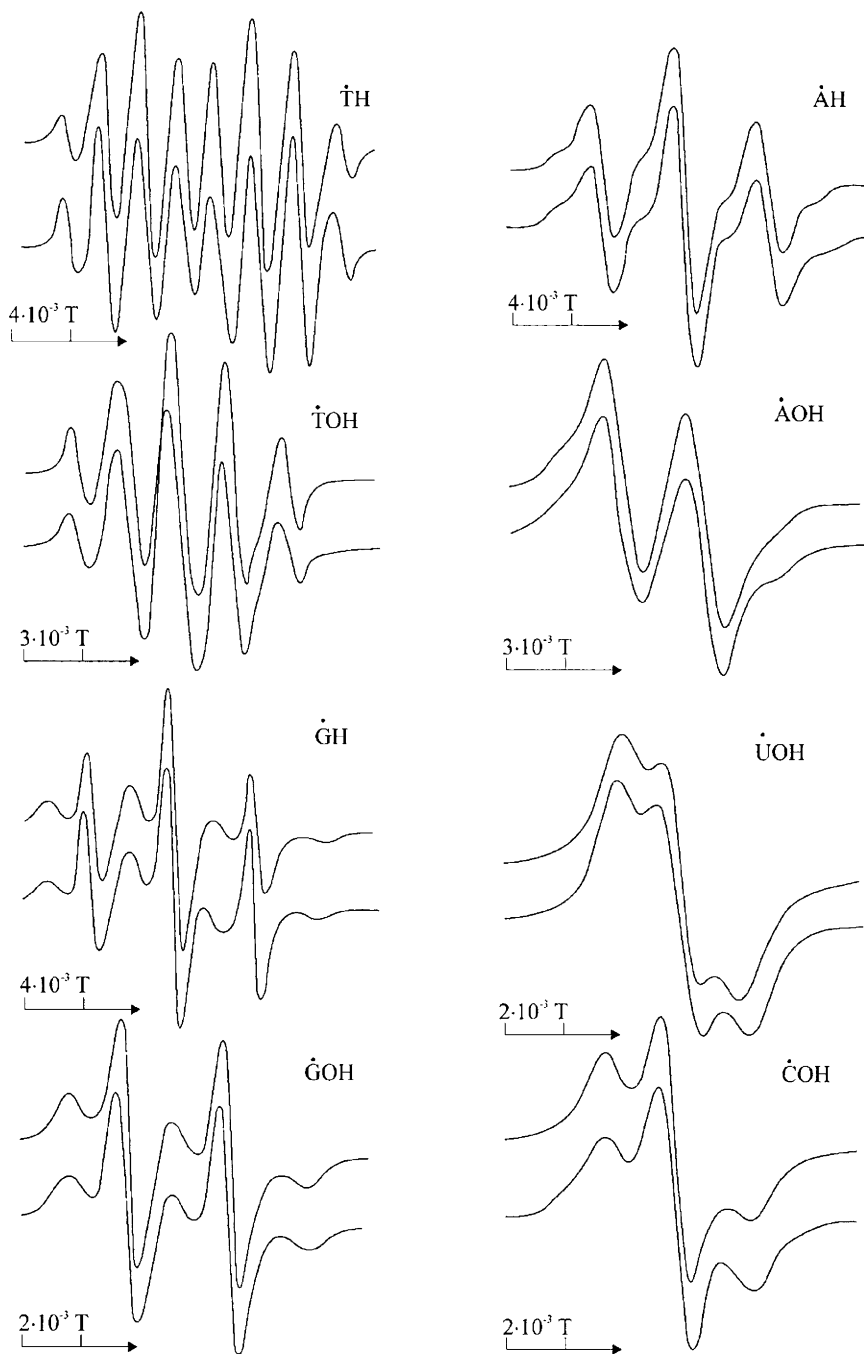 ṪH
4·10⁻³ T
ȦH
4·10⁻³ T
ṪOH
3·10⁻³ T
ȦOH
3·10⁻³ T
ĠH
4·10⁻³ T
U̇OH
2·10⁻³ T
ĠOH
2·10⁻³ T
ĊOH
2·10⁻³ T